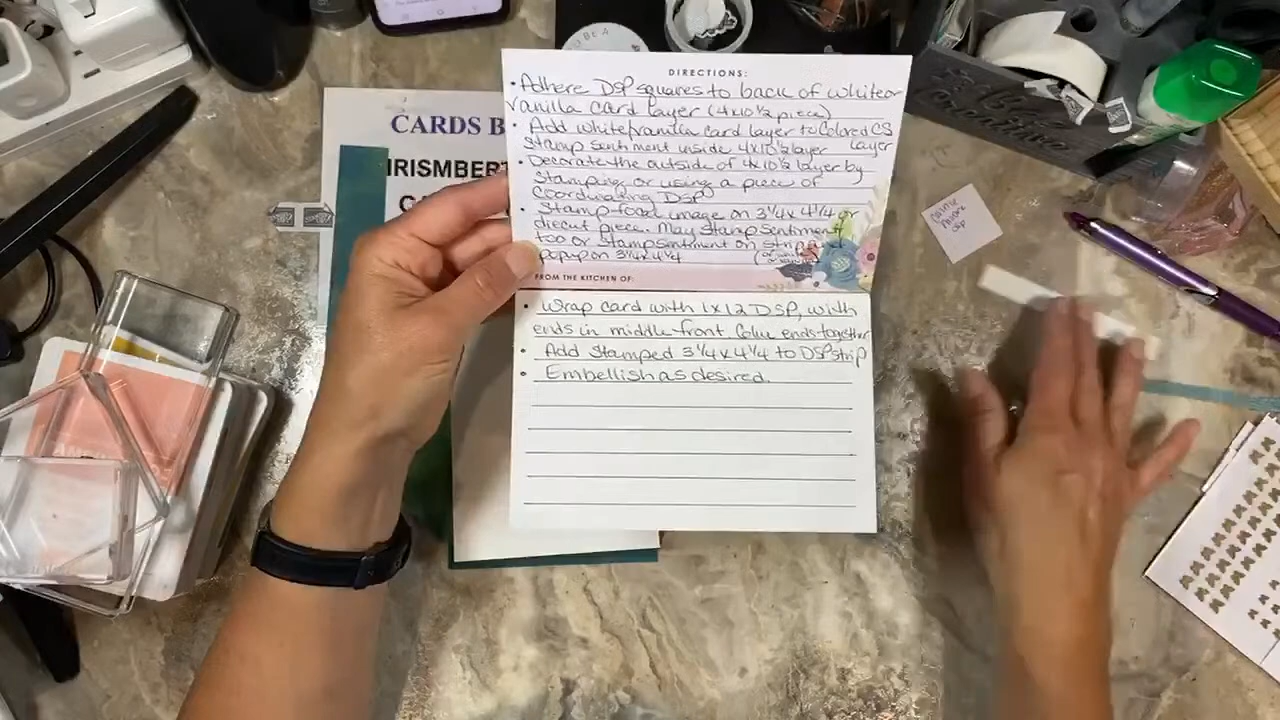 BE A
CARDS B
IRISMBERT
DIRECTIONS:
• Adhere DSP squares to back of white or
vanilla card layer (4x10½ piece)
• Add white/vanilla card layer to Colored CS layer
Stamp sentiment inside 4x10½ layer
• Decorate the outside of 4x10½ layer by
stamping or using a piece of
coordinating DSP
• Stamp focal image on 3¼ x 4¼ or
diecut piece. May stamp sentiment
too or stamp sentiment on strip
popup on 3¼x4¼
FROM THE KITCHEN OF:
• Wrap card with 1x12 DSP, with
ends in middle-front. Glue ends together
• Add stamped 3¼x4¼ to DSP strip
• Embellish as desired.